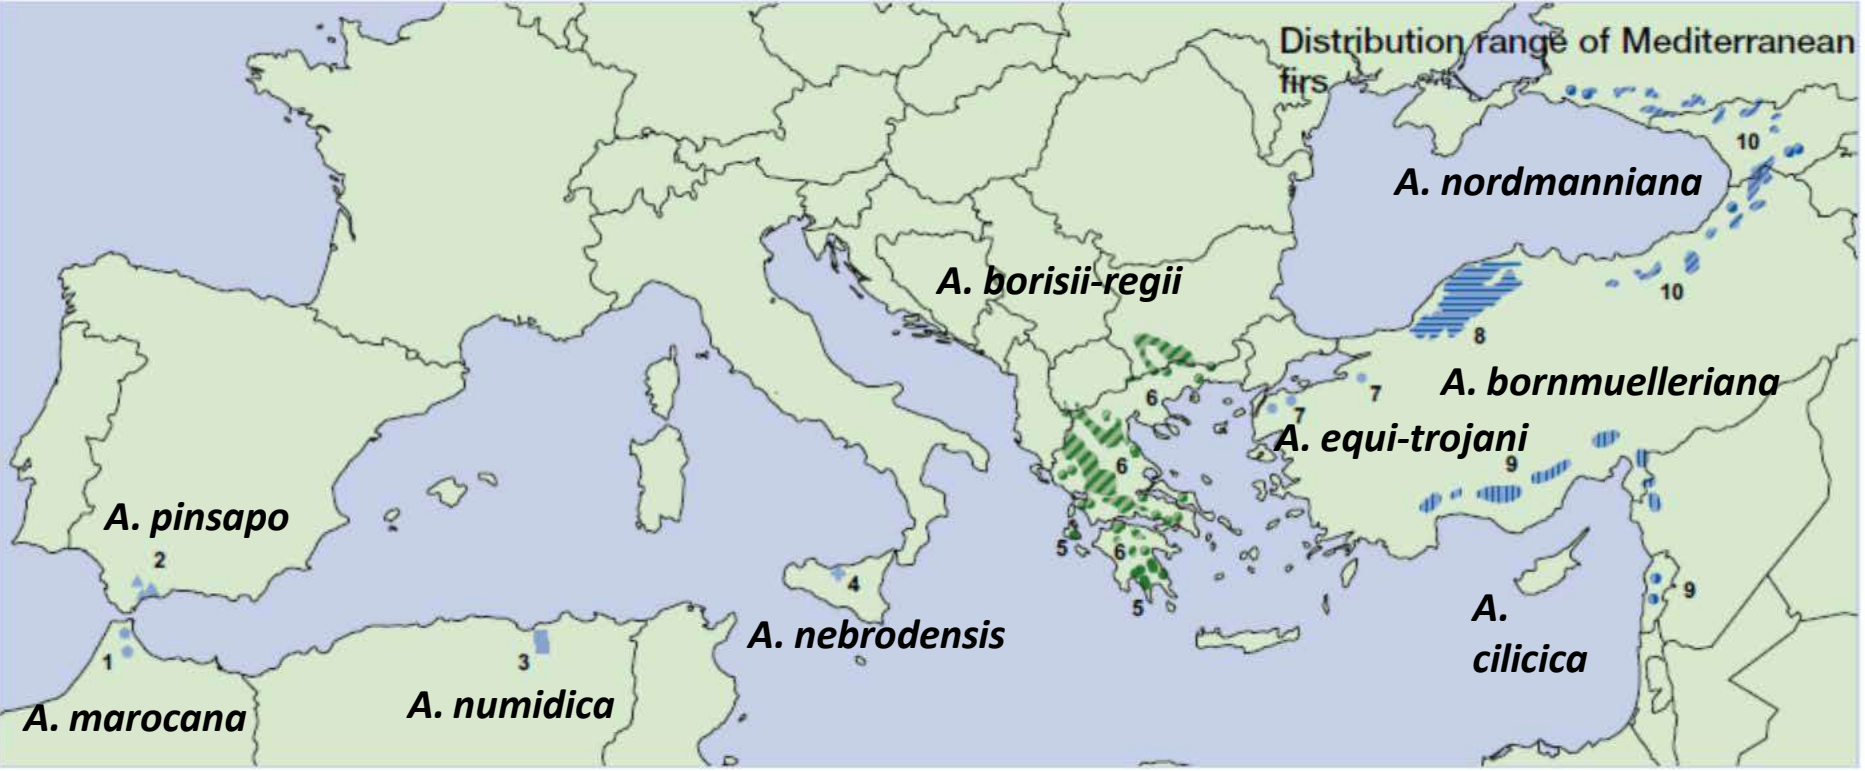 Distribution range of Mediterranean
firs
10
A. nordmanniana
A. borisii-regii
10
8
6
7
A. bornmuelleriana
7
A. equi-trojani
6
9
A. pinsapo
2
5
6
4
5
9
A.
cilicica
A. nebrodensis
1
3
A. marocana
A. numidica